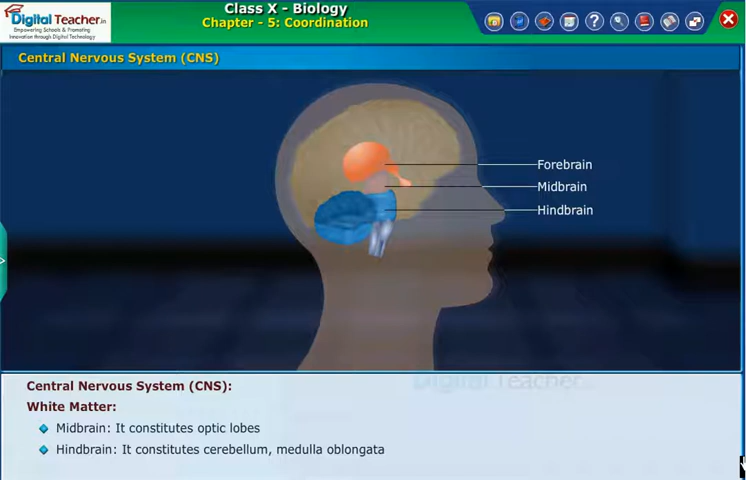 Digital Teacher.in
Empowering Schools & Promoting
Innovation through Digital Technology
Class X - Biology
Chapter - 5: Coordination
Central Nervous System (CNS)
Forebrain
Midbrain
Hindbrain
Digital Teacher
Central Nervous System (CNS):
White Matter:
Midbrain: It constitutes optic lobes
Hindbrain: It constitutes cerebellum, medulla oblongata